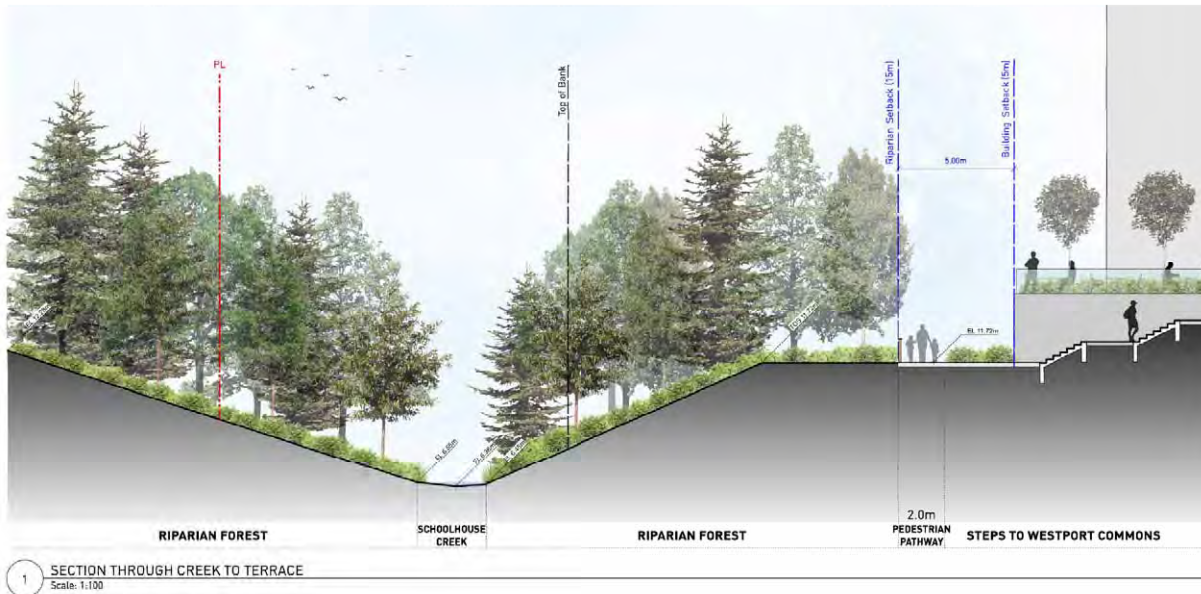 PL
Top of Bank
Riparian Setback (15m)
Building Setback (5m)
5.00m
EL 11.72m
EL 6.05m
2.0m
RIPARIAN FOREST
SCHOOLHOUSE
CREEK
RIPARIAN FOREST
PEDESTRIAN
PATHWAY
STEPS TO WESTPORT COMMONS
1
SECTION THROUGH CREEK TO TERRACE
Scale: 1:100